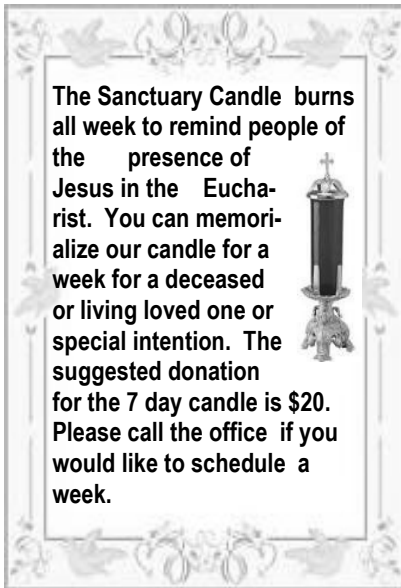 The Sanctuary Candle burns
all week to remind people of
the presence of
Jesus in the Eucha-
rist. You can memori-
alize our candle for a
week for a deceased
or living loved one or
special intention. The
suggested donation
for the 7 day candle is $20.
Please call the office if you
would like to schedule a
week.